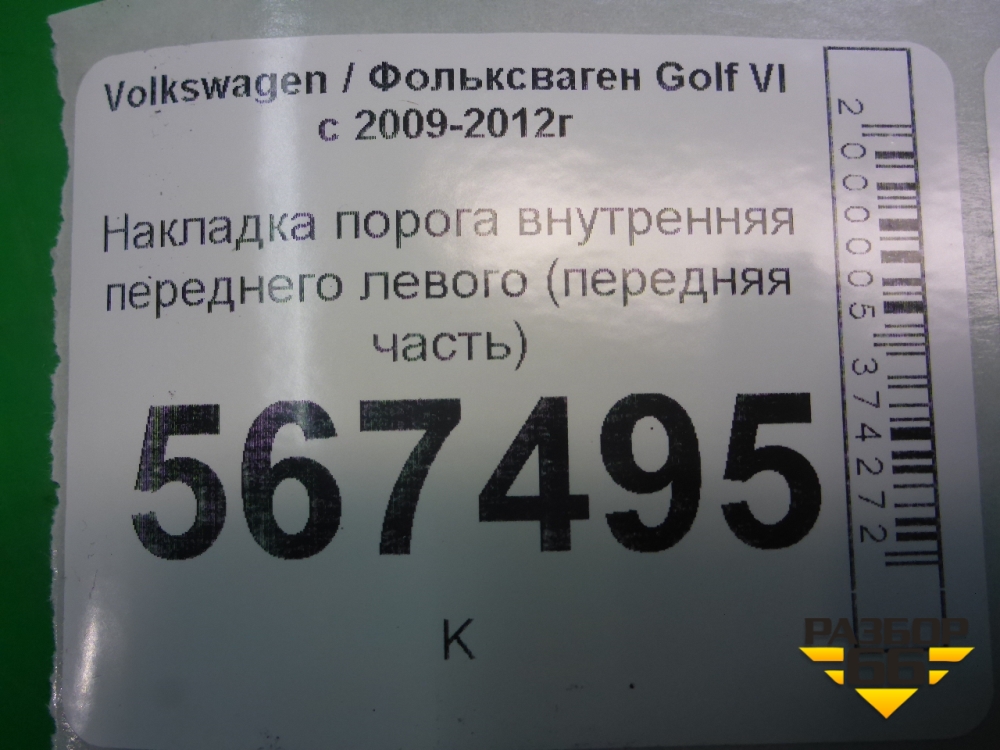 Volkswagen / Фольксваген Golf VI
с 2009-2012г
Накладка порога внутренняя
переднего левого (передняя
часть)
567495
К
2000005374272
РАЗБОР
66